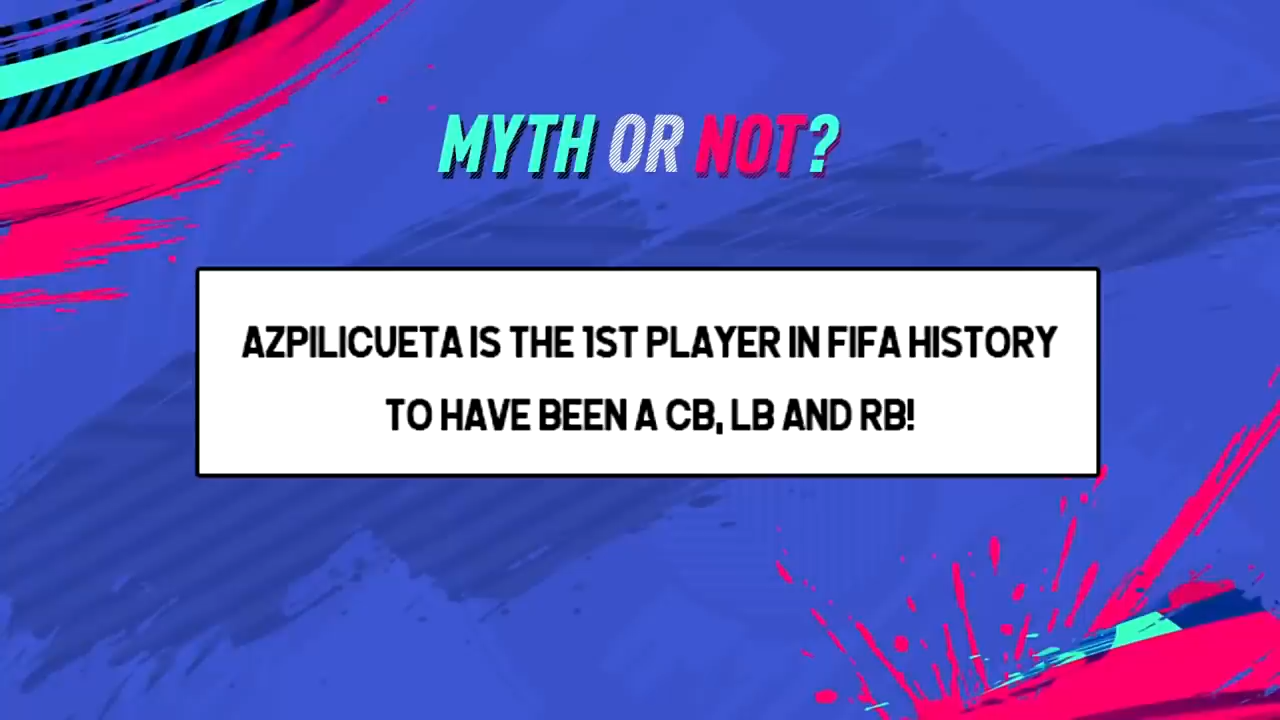 MYTH OR NOT?
AZPILICUETA IS THE 1ST PLAYER IN FIFA HISTORY
TO HAVE BEEN A CB, LB AND RB!